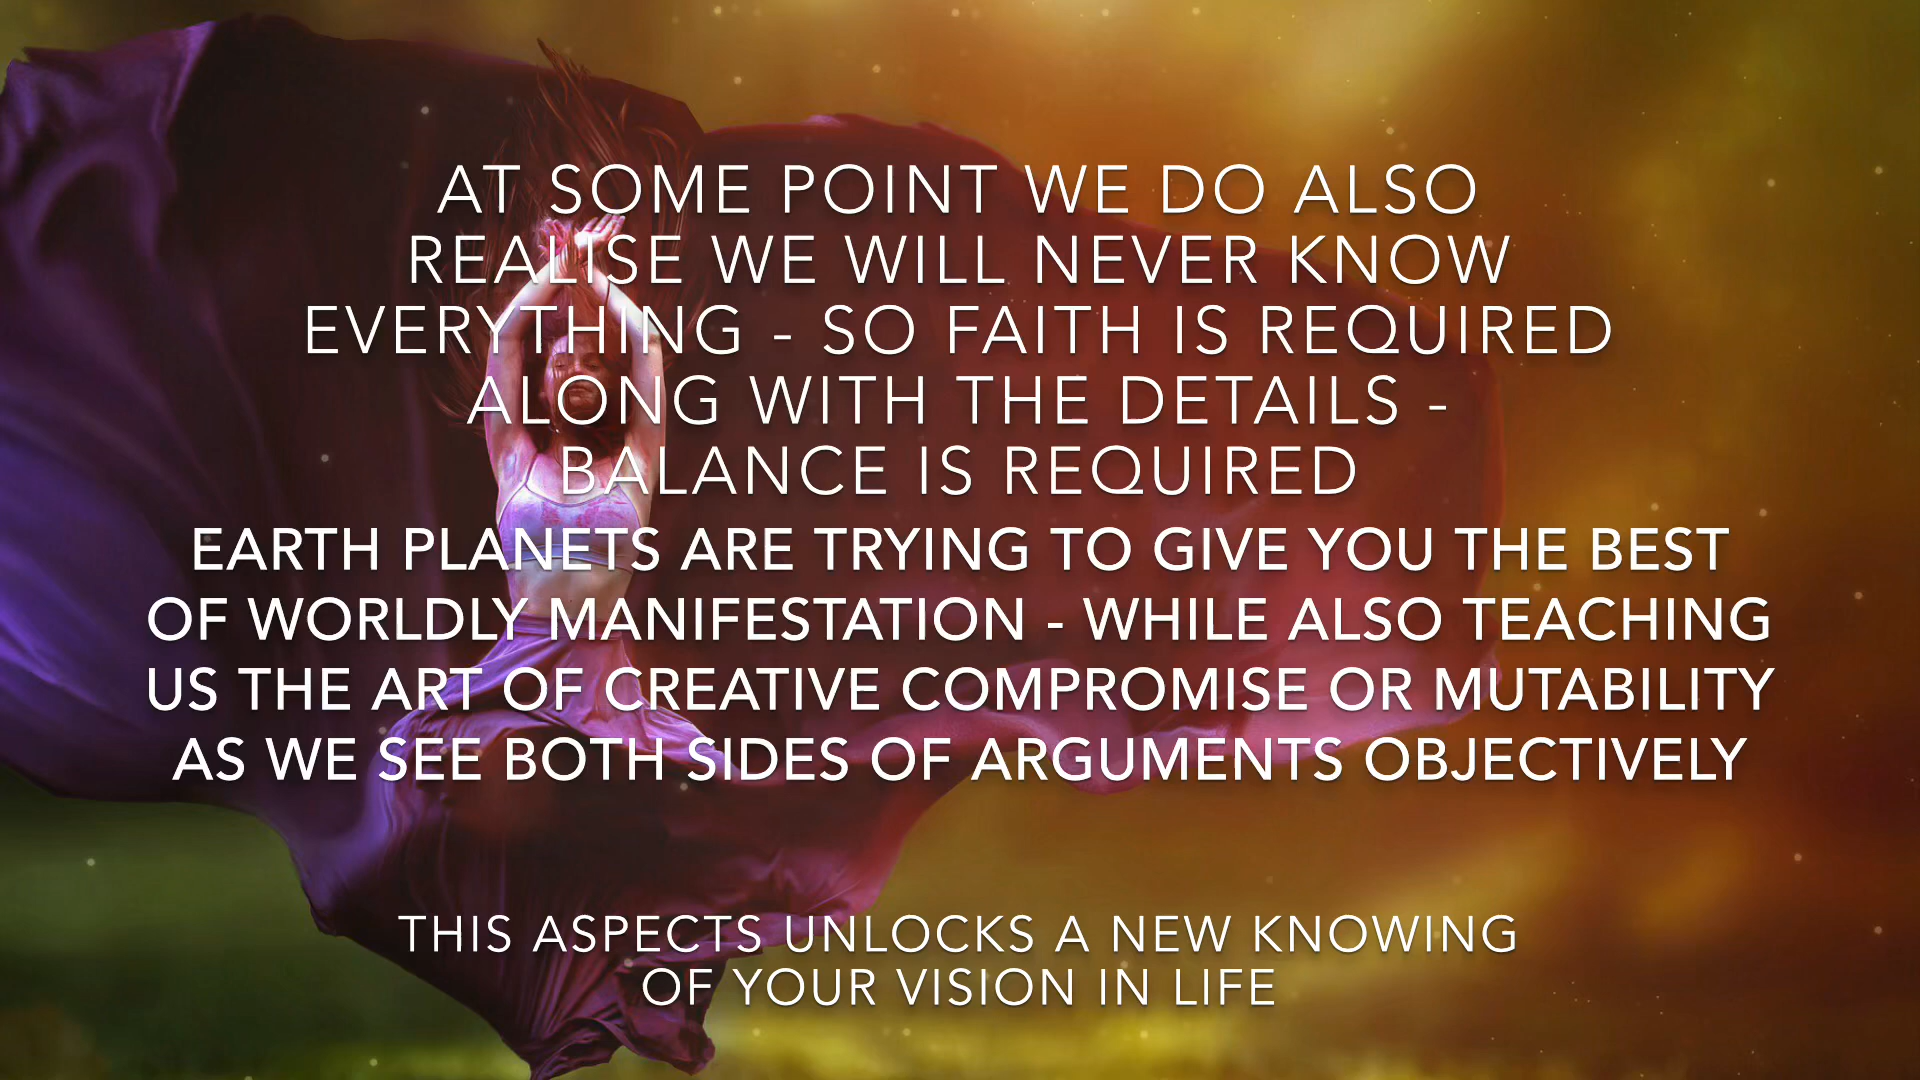 AT SOME POINT WE DO ALSO
REALISE WE WILL NEVER KNOW
EVERYTHING - SO FAITH IS REQUIRED
ALONG WITH THE DETAILS -
BALANCE IS REQUIRED
EARTH PLANETS ARE TRYING TO GIVE YOU THE BEST
OF WORLDLY MANIFESTATION - WHILE ALSO TEACHING
US THE ART OF CREATIVE COMPROMISE OR MUTABILITY
AS WE SEE BOTH SIDES OF ARGUMENTS OBJECTIVELY
THIS ASPECTS UNLOCKS A NEW KNOWING
OF YOUR VISION IN LIFE